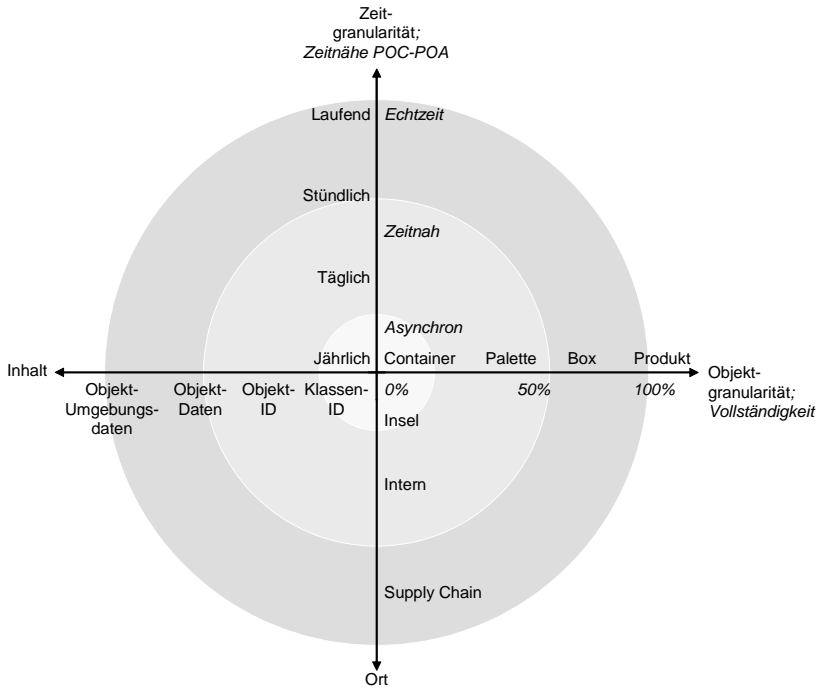 Zeit-
granularität;
Zeitnähe POC-POA
Laufend
Echtzeit
Stündlich
Zeitnah
Täglich
Asynchron
Jährlich
Container
Palette
Box
Produkt
Inhalt
Objekt-
Umgebungs-
daten
Objekt-
Daten
Objekt-
ID
Klassen-
ID
0%
50%
100%
Objekt-
granularität;
Vollständigkeit
Insel
Intern
Supply Chain
Ort